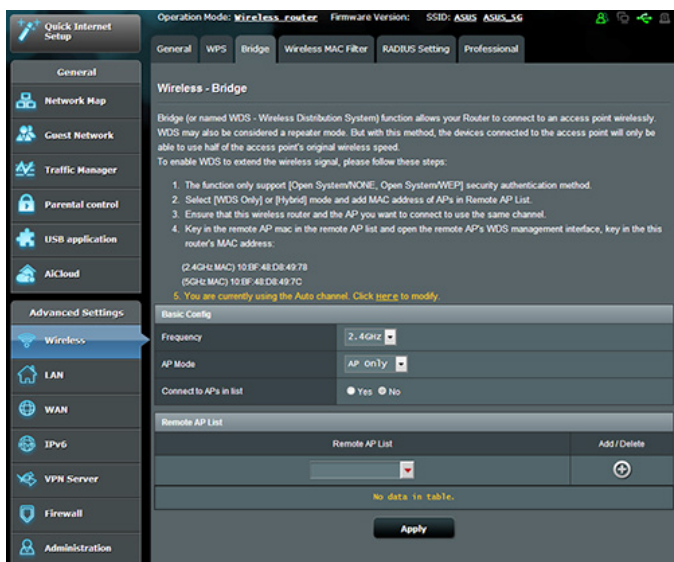 Quick Internet
Setup
General
Network Map
Guest Network
Traffic Manager
Parental control
USB application
AiCloud
Advanced Settings
Wireless
LAN
WAN
IPv6
VPN Server
Firewall
Administration
Operation Mode: Wireless router Firmware Version: SSID: ASUS ASUS_5G
General WPS Bridge Wireless MAC Filter RADIUS Setting Professional
Wireless - Bridge
Bridge (or named WDS - Wireless Distribution System) function allows your Router to connect to an access point wirelessly.
WDS may also be considered a repeater mode. But with this method, the devices connected to the access point will only be
able to use half of the access point's original wireless speed.
To enable WDS to extend the wireless signal, please follow these steps:
1. The function only support [Open System/NONE, Open System/WEP] security authentication method.
2. Select [WDS Only] or [Hybrid] mode and add MAC address of APs in Remote AP List.
3. Ensure that this wireless router and the AP you want to connect to use the same channel.
4. Key in the remote AP mac in the remote AP list and open the remote AP's WDS management interface, key in the this
router's MAC address:
(2.4GHz MAC) 10:BF:48:D8:49:78
(5GHz MAC) 10:BF:48:D8:49:7C
5. You are currently using the Auto channel. Click Here to modify.
Basic Config
Frequency 2.4GHz
AP Mode AP Only
Connect to APs in list Yes No
Remote AP List
Remote AP List Add / Delete
No data in table.
Apply